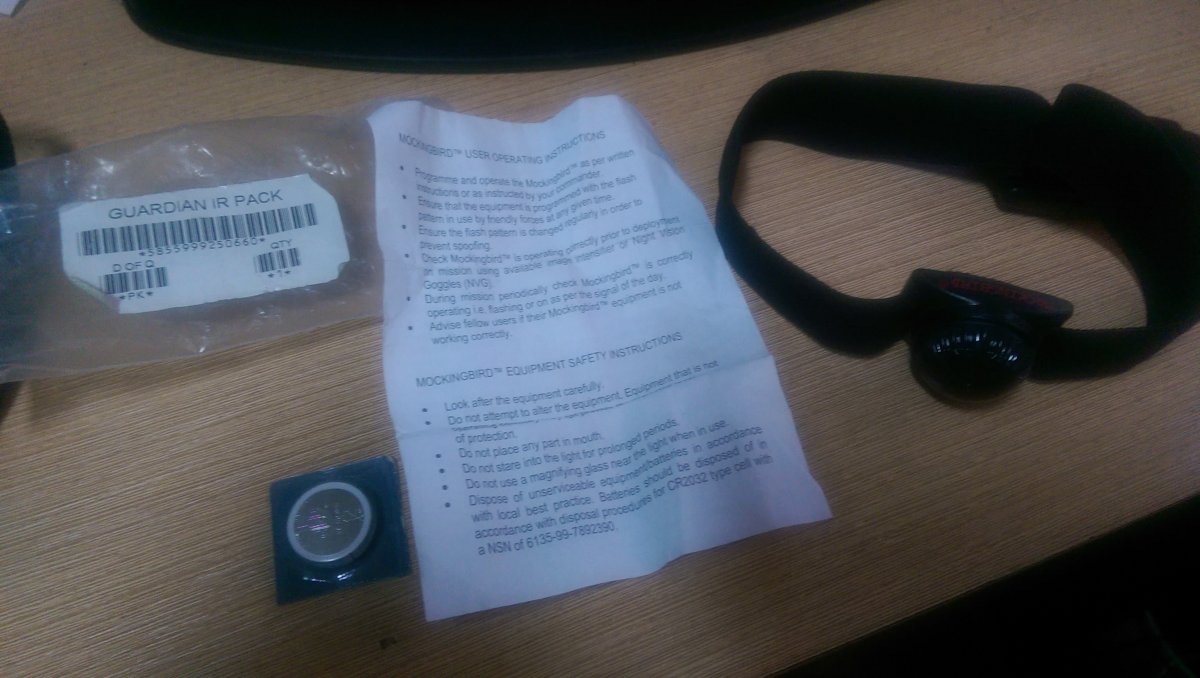 GUARDIAN IR PACK
*5855999250660*
D OF Q
QTY
*PK*
*1*
MOCKINGBIRD™ USER OPERATING INSTRUCTIONS
• Programme and operate the Mockingbird™ as per written
instructions or as instructed by your commander.
• Ensure that the equipment is programmed with the flash
pattern in use by friendly forces at any given time.
• Ensure the flash pattern is changed regularly in order to
prevent spoofing.
• Check Mockingbird™ is operating correctly prior to deployment
on mission using available image intensifier or Night Vision
Goggles (NVG).
• During mission periodically check Mockingbird™ is correctly
operating i.e. flashing or on as per the signal of the day.
• Advise fellow users if their Mockingbird™ equipment is not
working correctly.
MOCKINGBIRD™ EQUIPMENT SAFETY INSTRUCTIONS
• Look after the equipment carefully.
• Do not attempt to alter the equipment. Equipment that is not
of protection.
• Do not place any part in mouth.
• Do not stare into the light for prolonged periods.
• Do not use a magnifying glass near the light when in use.
• Dispose of unserviceable equipment/batteries in accordance
with local best practice. Batteries should be disposed of in
accordance with disposal procedures for CR2032 type cell with
a NSN of 6135-99-7892390.